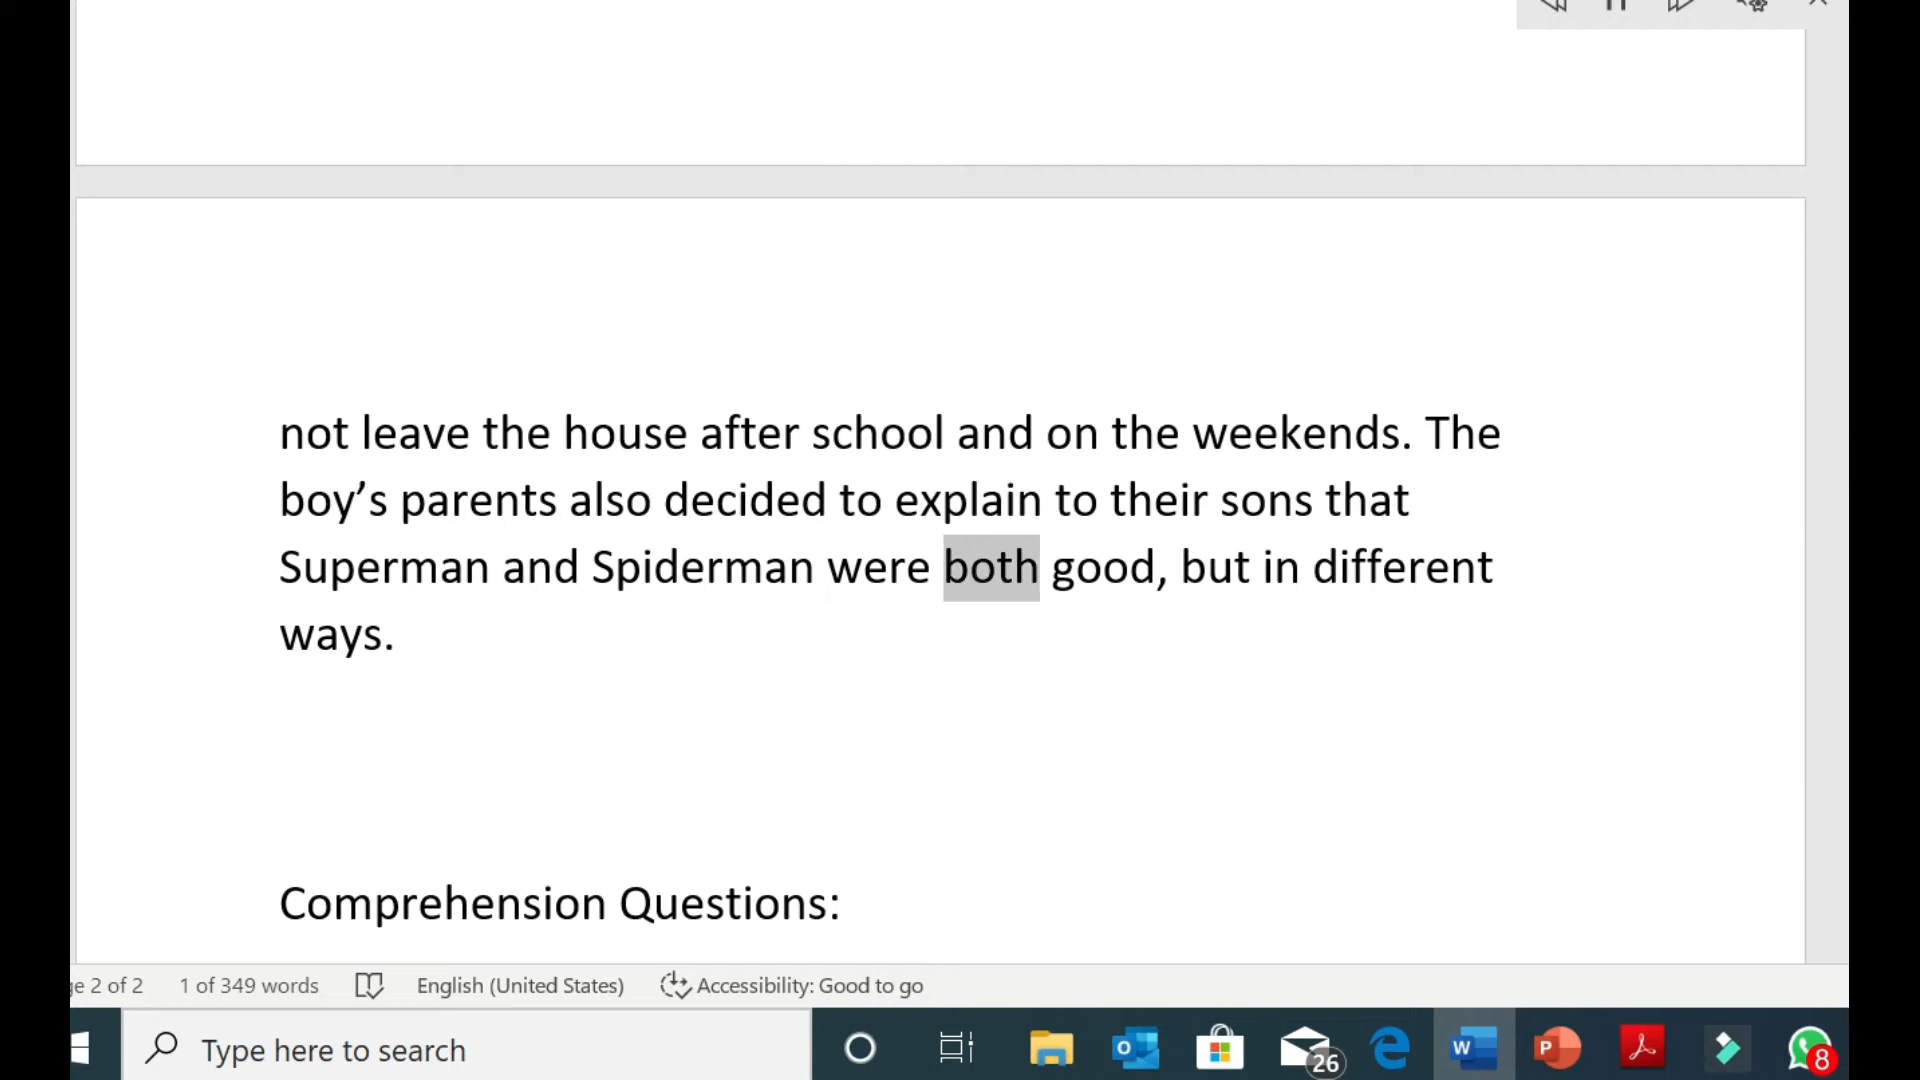 not leave the house after school and on the weekends. The
boy’s parents also decided to explain to their sons that
Superman and Spiderman were both good, but in different
ways.
Comprehension Questions:
ge 2 of 2 1 of 349 words English (United States) Accessibility: Good to go
Type here to search
O
26
W
P
8